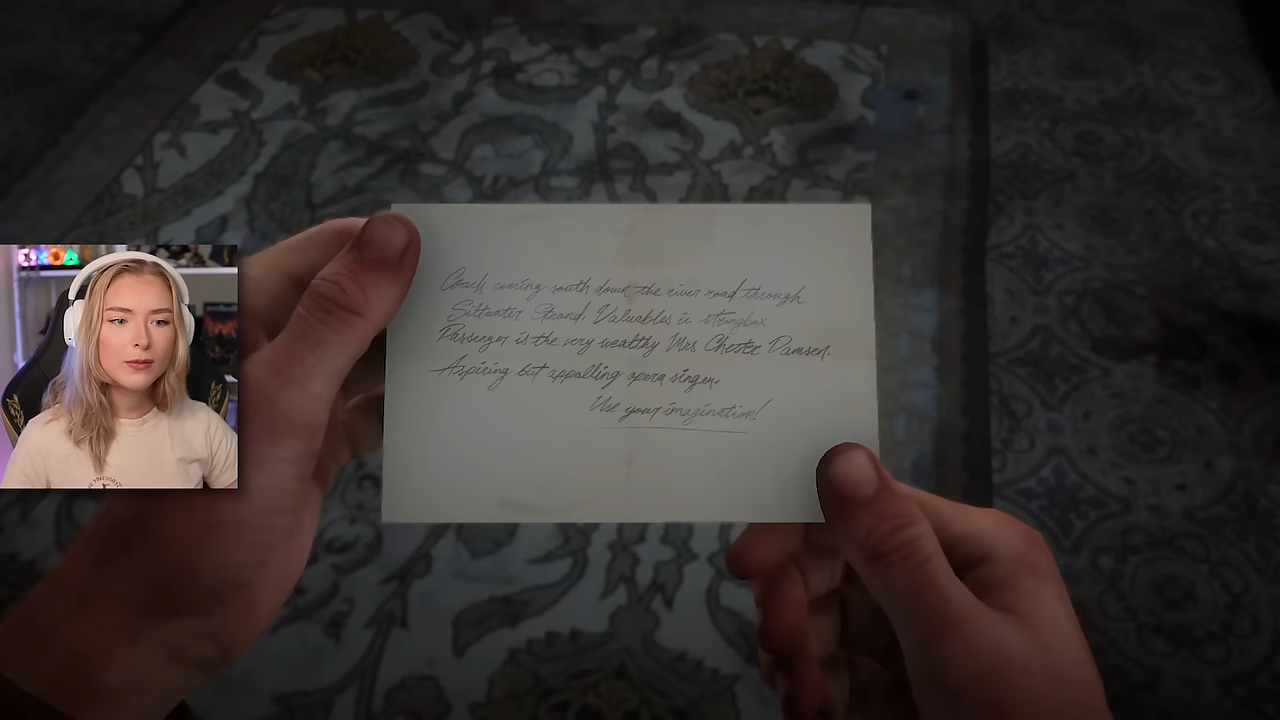 Coach coming south down the river road through
Siltwater Strand. Valuables in strongbox
Passenger is the very wealthy Mrs Chester Damsen.
Aspiring but appalling opera singer.
Use your imagination!